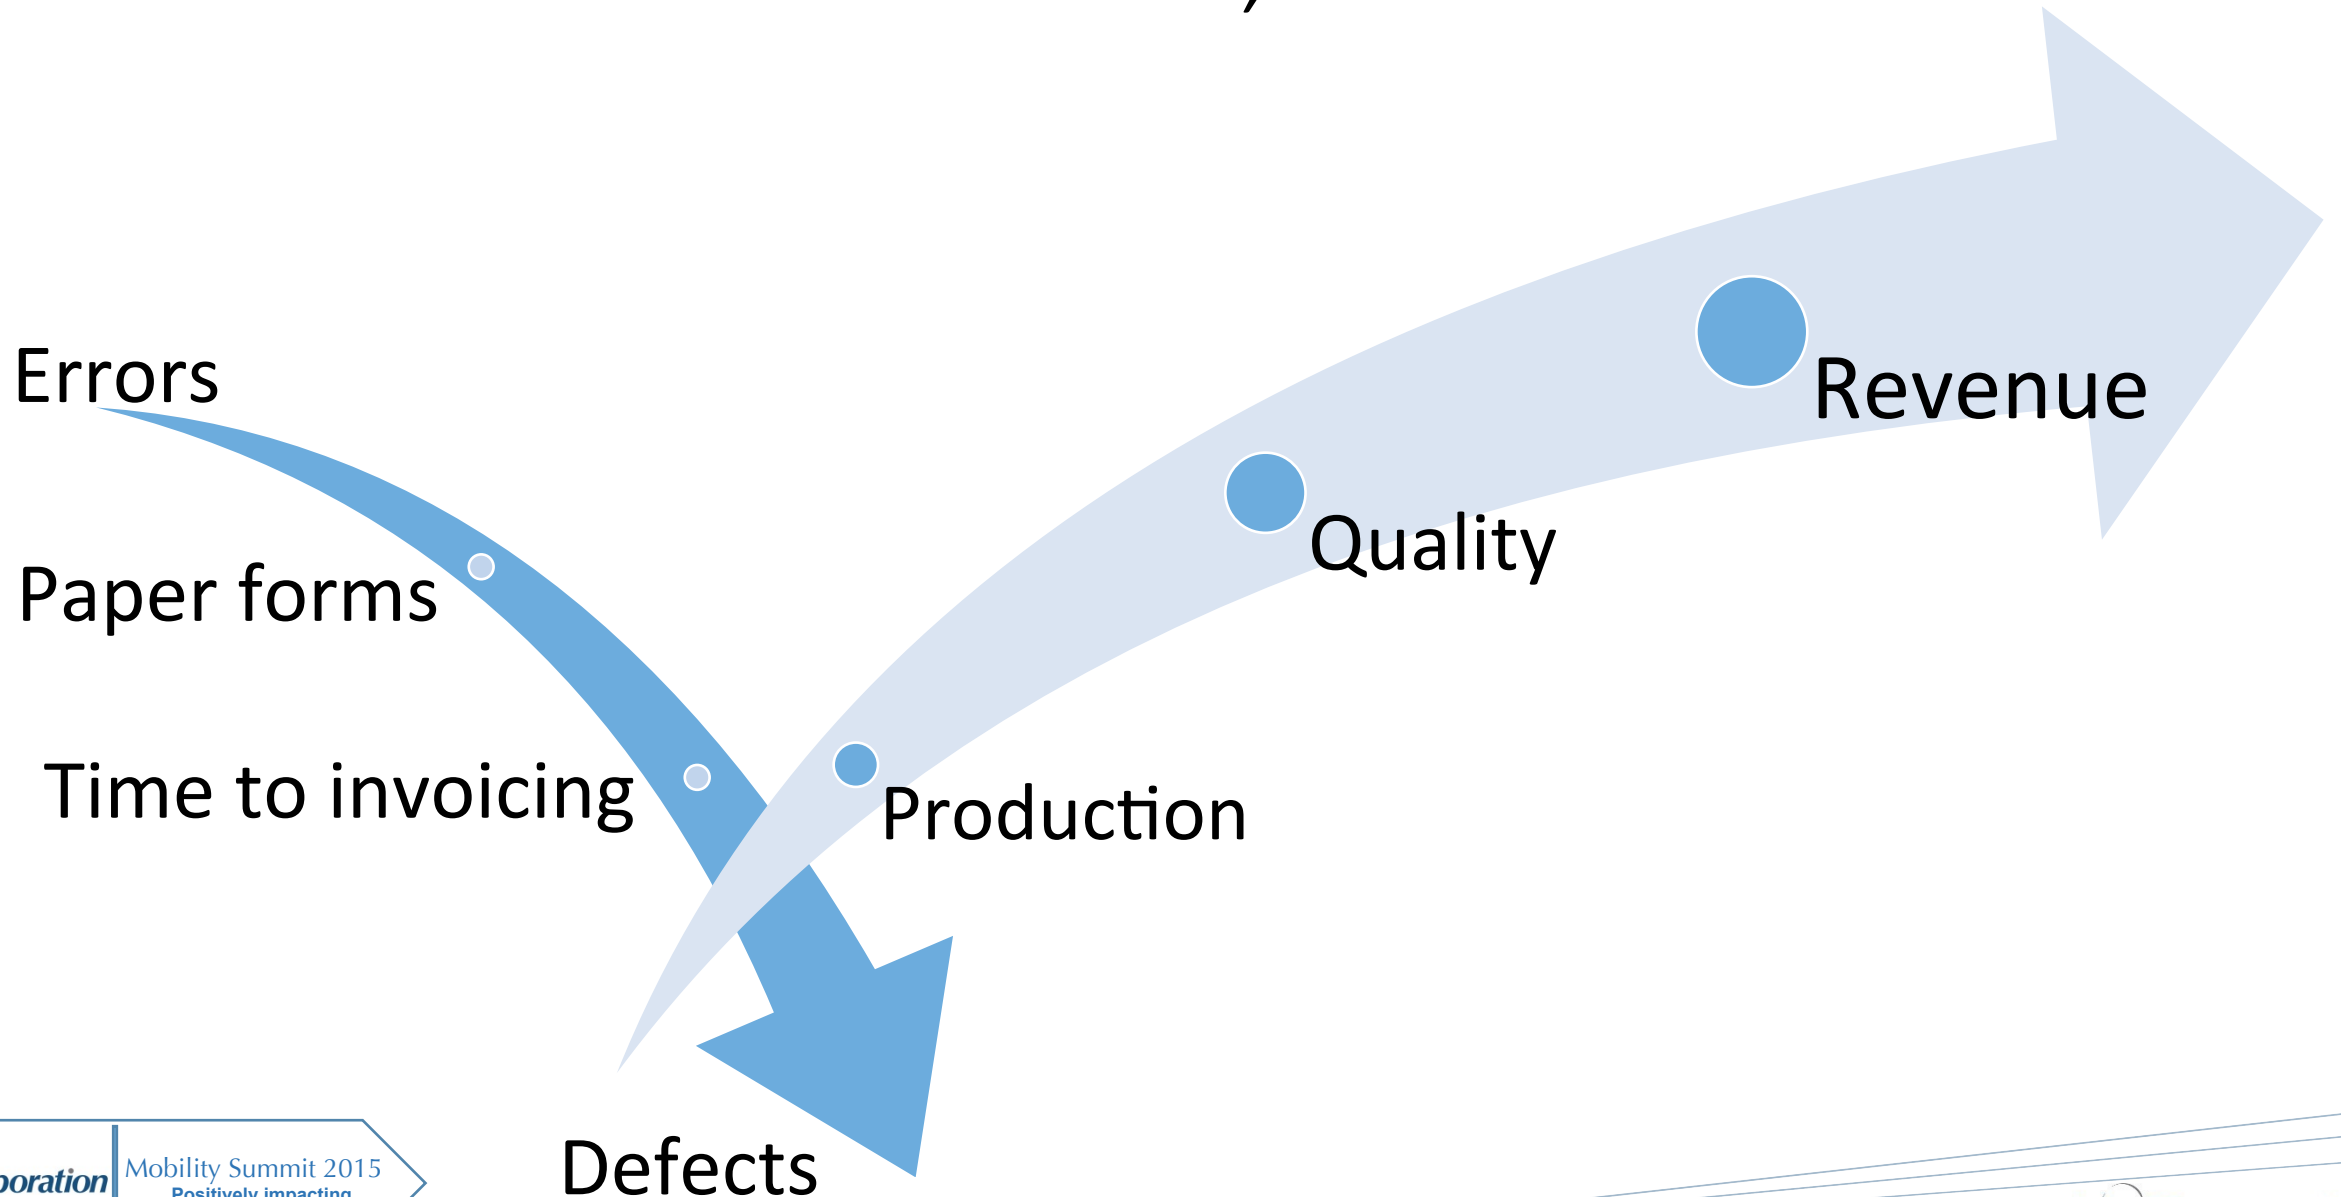 Errors
Revenue
Quality
Paper forms
Time to invoicing
Production
Defects
Mobility Summit 2015
Positively impacting